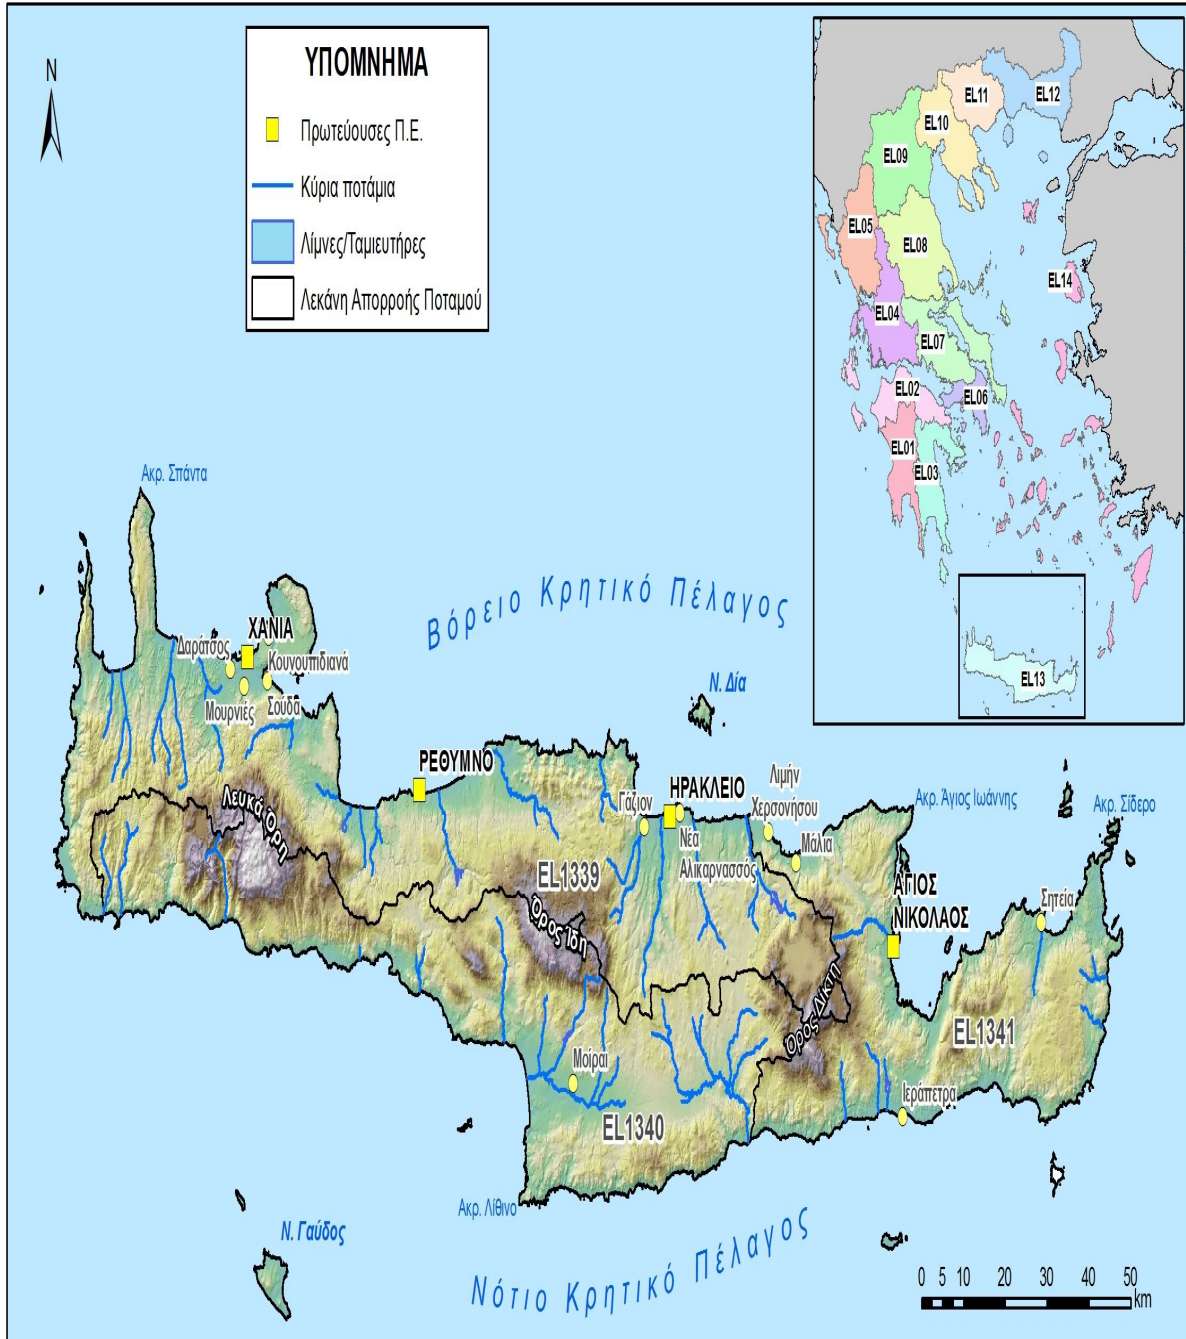 N
ΥΠΟΜΝΗΜΑ
Πρωτεύουσες Π.Ε.
Κύρια ποτάμια
Λίμνες/Ταμιευτήρες
Λεκάνη Απορροής Ποταμού
EL11
EL12
EL10
EL09
EL05
EL08
EL14
EL04
EL07
EL02
EL06
EL01
EL03
EL13
Ακρ. Σπάντα
Βόρειο Κρητικό Πέλαγος
ΧΑΝΙΑ
Δαράτσος
Κουνουπιδιανά
Μουρνιές
Σούδα
Ν. Δία
ΡΕΘΥΜΝΟ
Λευκά Όρη
Γάζιον
ΗΡΑΚΛΕΙΟ
Λιμήν
Χερσονήσου
Νέα
Αλικαρνασσός
Μάλια
Ακρ. Άγιος Ιωάννης
Ακρ. Σίδερο
EL1339
Όρος Ίδη
ΑΓΙΟΣ
ΝΙΚΟΛΑΟΣ
Σητεία
Όρος Δίκτη
EL1341
Μοίραι
EL1340
Ιεράπετρα
Ακρ. Λίθινο
Ν. Γαύδος
Νότιο Κρητικό Πέλαγος
0 5 10 20 30 40 50
km